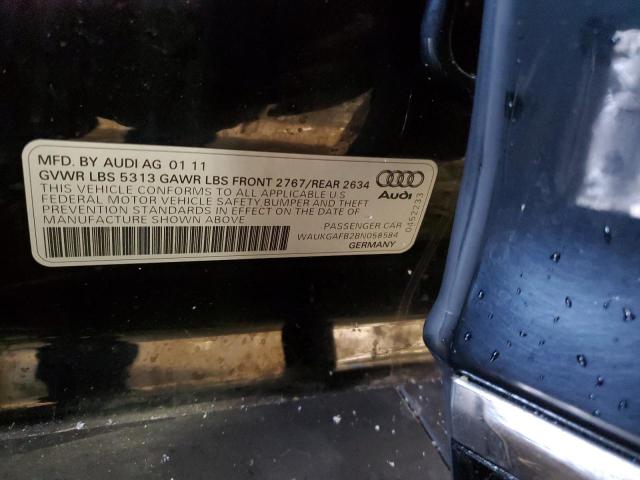 MFD. BY AUDI AG 01 11
GVWR LBS 5313 GAWR LBS FRONT 2767/REAR 2634
THIS VEHICLE CONFORMS TO ALL APPLICABLE U.S
FEDERAL MOTOR VEHICLE SAFETY,BUMPER AND THEFT
PREVENTION STANDARDS IN EFFECT ON THE DATE OF
MANUFACTURE SHOWN ABOVE
Audi
0452233
PASSENGER CAR
WAUKGAFB2BN058584
GERMANY